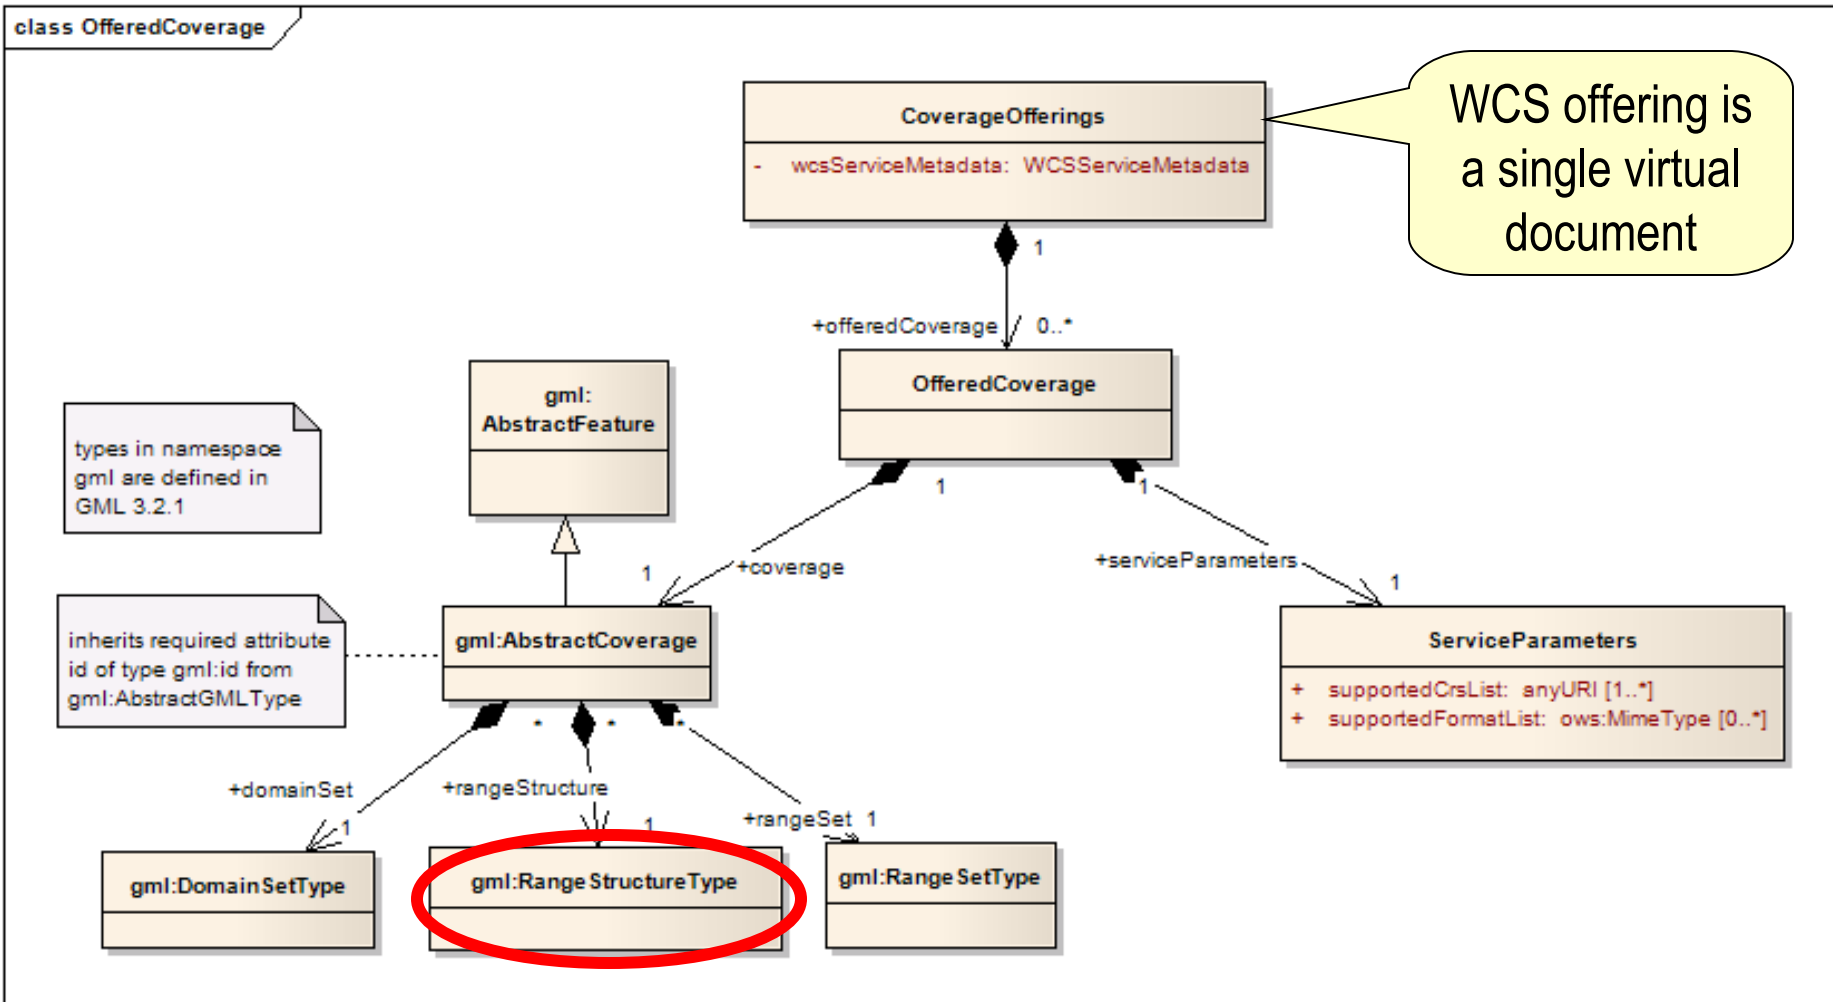 class OfferedCoverage
CoverageOfferings
- wcsServiceMetadata: WCSServiceMetadata
WCS offering is
a single virtual
document
1
+offeredCoverage 0..*
OfferedCoverage
1
1
gml:
AbstractFeature
types in namespace
gml are defined in
GML 3.2.1
+coverage
1
+serviceParameters
1
inherits required attribute
id of type gml:id from
gml:AbstractGMLType
gml:AbstractCoverage
ServiceParameters
+ supportedCrsList: anyURI [1..*]
+ supportedFormatList: ows:MimeType [0..*]
* * *
+domainSet
1
+rangeStructure
1
+rangeSet 1
gml:DomainSetType
gml:RangeStructureType
gml:RangeSetType